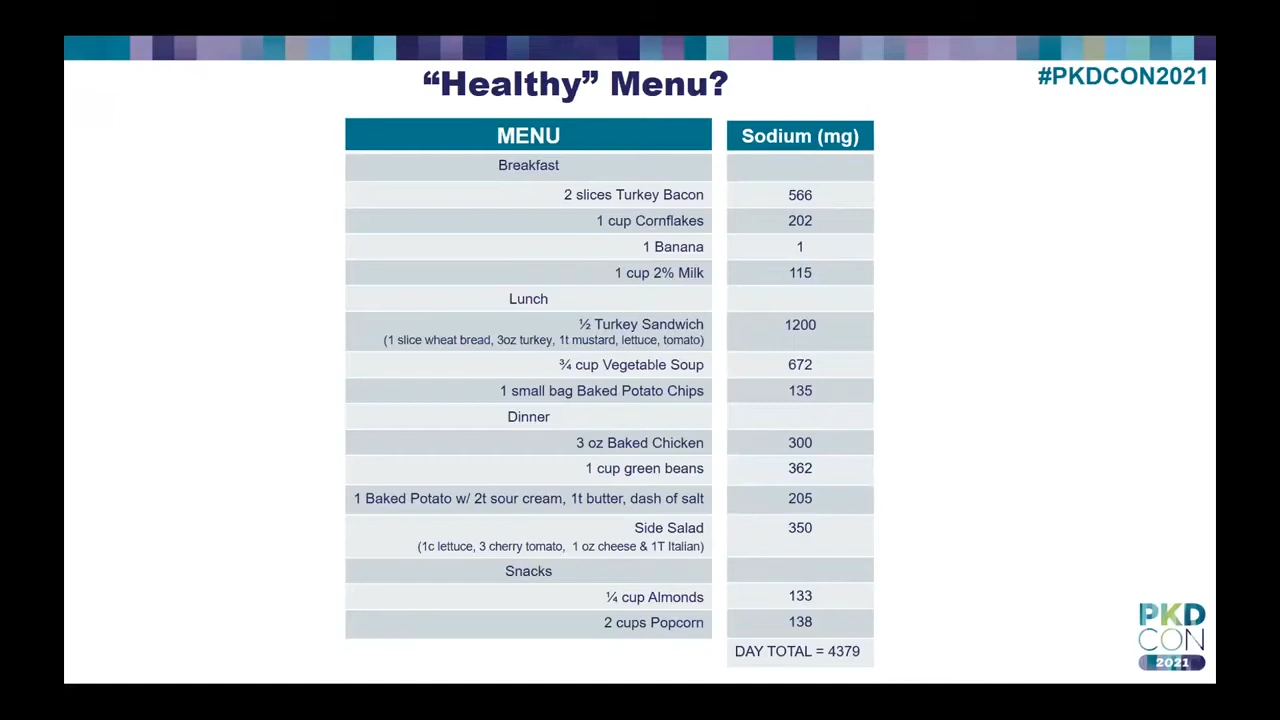 “Healthy” Menu?
#PKDCON2021
MENU Sodium (mg)
Breakfast
2 slices Turkey Bacon 566
1 cup Cornflakes 202
1 Banana 1
1 cup 2% Milk 115
Lunch
½ Turkey Sandwich 1200
(1 slice wheat bread, 3oz turkey, 1t mustard, lettuce, tomato)
¾ cup Vegetable Soup 672
1 small bag Baked Potato Chips 135
Dinner
3 oz Baked Chicken 300
1 cup green beans 362
1 Baked Potato w/ 2t sour cream, 1t butter, dash of salt 205
Side Salad 350
(1c lettuce, 3 cherry tomato, 1 oz cheese & 1T Italian)
Snacks
¼ cup Almonds 133
2 cups Popcorn 138
DAY TOTAL = 4379
PKD
CON
2021